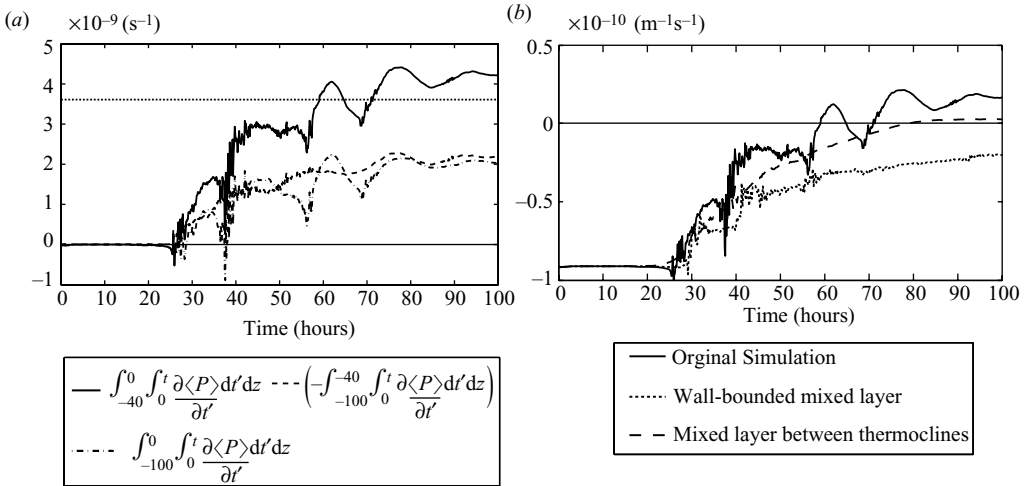 (a) ×10⁻⁹ (s⁻¹)
5
4
3
2
1
0
−1
0 10 20 30 40 50 60 70 80 90 100
Time (hours)
∫₋₄₀⁰ ∫₀ᵗ ∂⟨P⟩/∂t′ dt′dz
(−∫₋₁₀₀⁻⁴⁰ ∫₀ᵗ ∂⟨P⟩/∂t′ dt′dz)
∫₋₁₀₀⁰ ∫₀ᵗ ∂⟨P⟩/∂t′ dt′dz
(b) ×10⁻¹⁰ (m⁻¹s⁻¹)
0.5
0
−0.5
−1
0 10 20 30 40 50 60 70 80 90 100
Time (hours)
Orginal Simulation
Wall-bounded mixed layer
Mixed layer between thermoclines